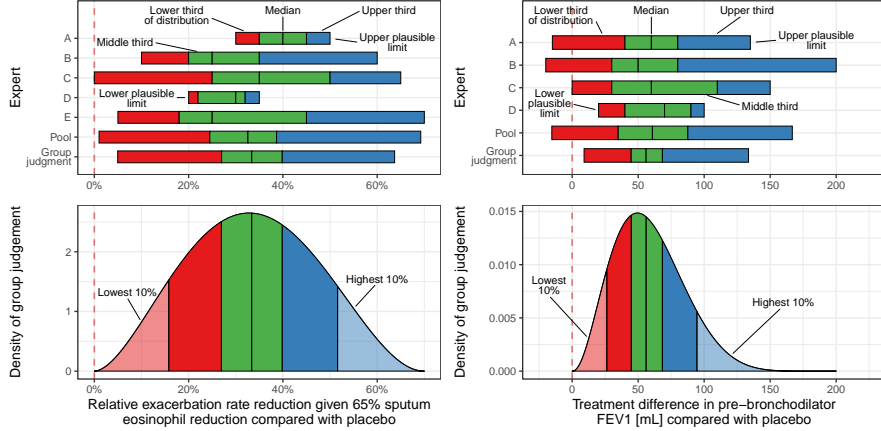 Lower third
of distribution
Median
Upper third
Middle third
Upper plausible
limit
Lower plausible
limit
Expert
A
B
C
D
E
Pool
Group
judgment
0%
20%
40%
60%
Lower third
of distribution
Median
Upper third
Upper plausible
limit
Lower
plausible
limit
Middle third
Expert
A
B
C
D
Pool
Group
judgment
0
50
100
150
200
Density of group judgement
2
1
0
Lowest 10%
Highest 10%
0%
20%
40%
60%
Relative exacerbation rate reduction given 65% sputum
eosinophil reduction compared with placebo
Density of group judgement
0.015
0.010
0.005
0.000
Lowest
10%
Highest 10%
0
50
100
150
200
Treatment difference in pre−bronchodilator
FEV1 [mL] compared with placebo